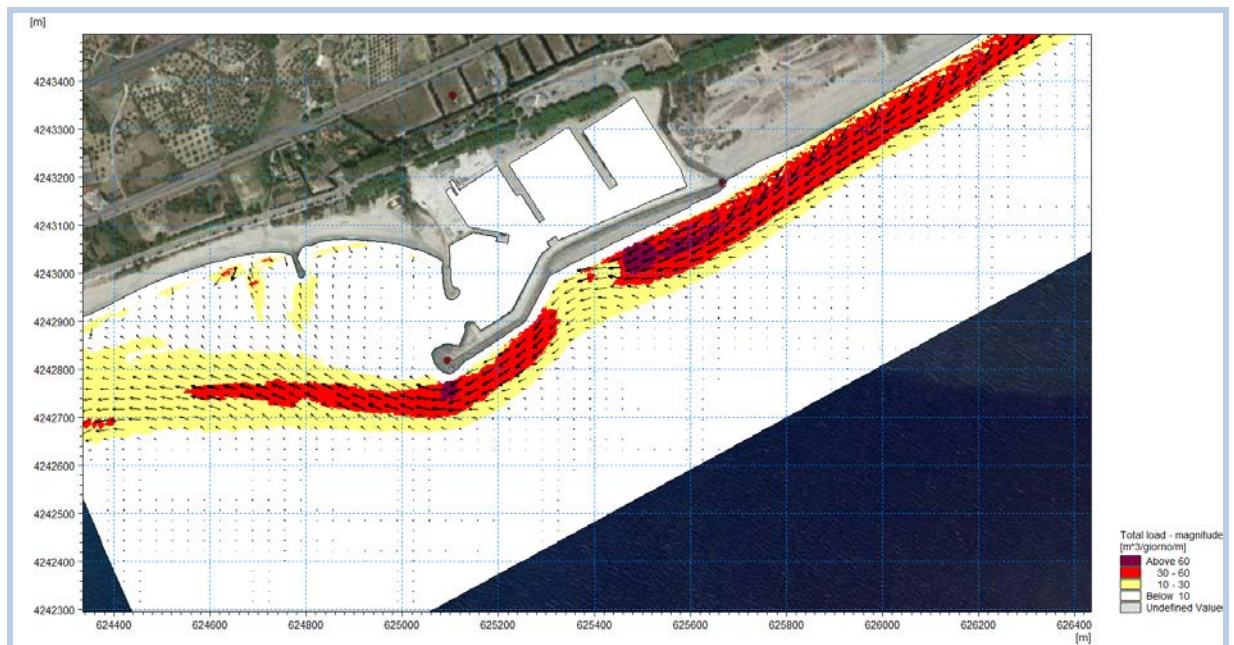 [m]
4243400
4243300
4243200
4243100
4243000
4242900
4242800
4242700
4242600
4242500
4242400
4242300
624400 624600 624800 625000 625200 625400 625600 625800 626000 626200 626400
[m]
Total load - magnitude
[m^3/giorno/m]
Above 60
30 - 60
10 - 30
Below 10
Undefined Value